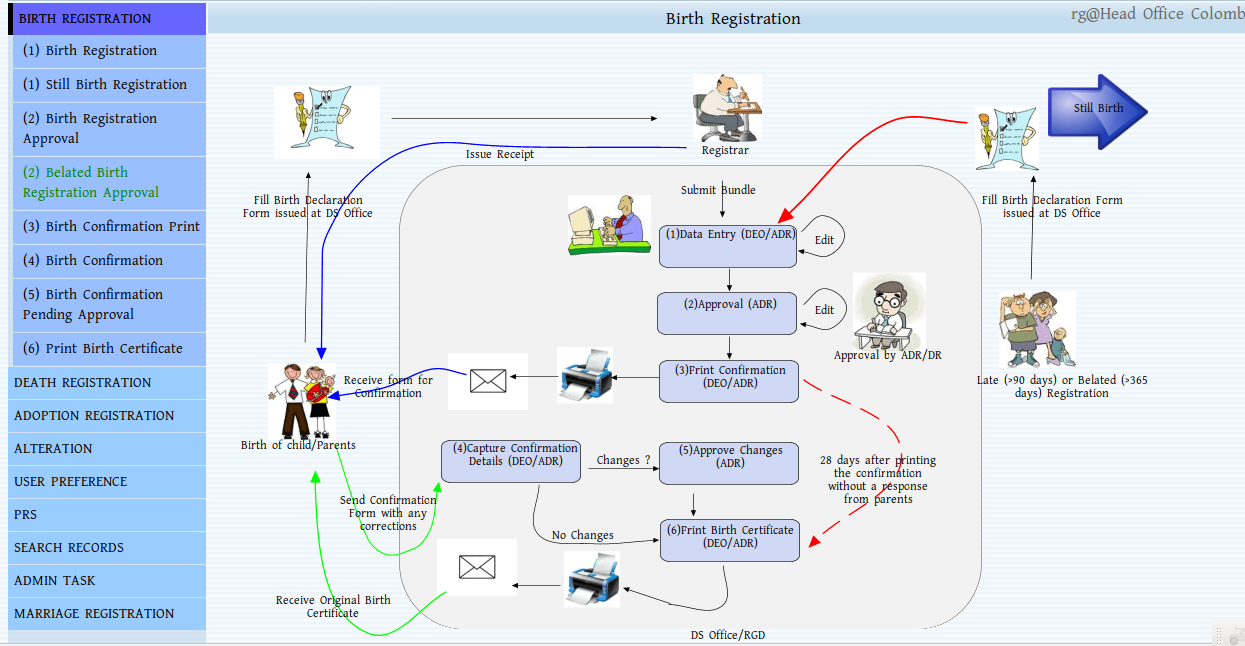 BIRTH REGISTRATION
(1) Birth Registration
(1) Still Birth Registration
(2) Birth Registration
Approval
(2) Belated Birth
Registration Approval
(3) Birth Confirmation Print
(4) Birth Confirmation
(5) Birth Confirmation
Pending Approval
(6) Print Birth Certificate
DEATH REGISTRATION
ADOPTION REGISTRATION
ALTERATION
USER PREFERENCE
PRS
SEARCH RECORDS
ADMIN TASK
MARRIAGE REGISTRATION
Birth Registration
rg@Head Office Colomb
Still Birth
Registrar
Issue Receipt
Submit Bundle
Fill Birth Declaration
Form issued at DS Office
Fill Birth Declaration Form
issued at DS Office
(1)Data Entry (DEO/ADR)
Edit
(2)Approval (ADR)
Edit
Approval by ADR/DR
(3)Print Confirmation
(DEO/ADR)
Receive form for
Confirmation
Late (>90 days) or Belated (>365
days) Registration
Birth of child/Parents
(4)Capture Confirmation
Details (DEO/ADR)
Changes ?
(5)Approve Changes
(ADR)
28 days after printing
the confirmation
without a response
from parents
Send Confirmation
Form with any
corrections
No Changes
(6)Print Birth Certificate
(DEO/ADR)
Receive Original Birth
Certificate
DS Office/RGD